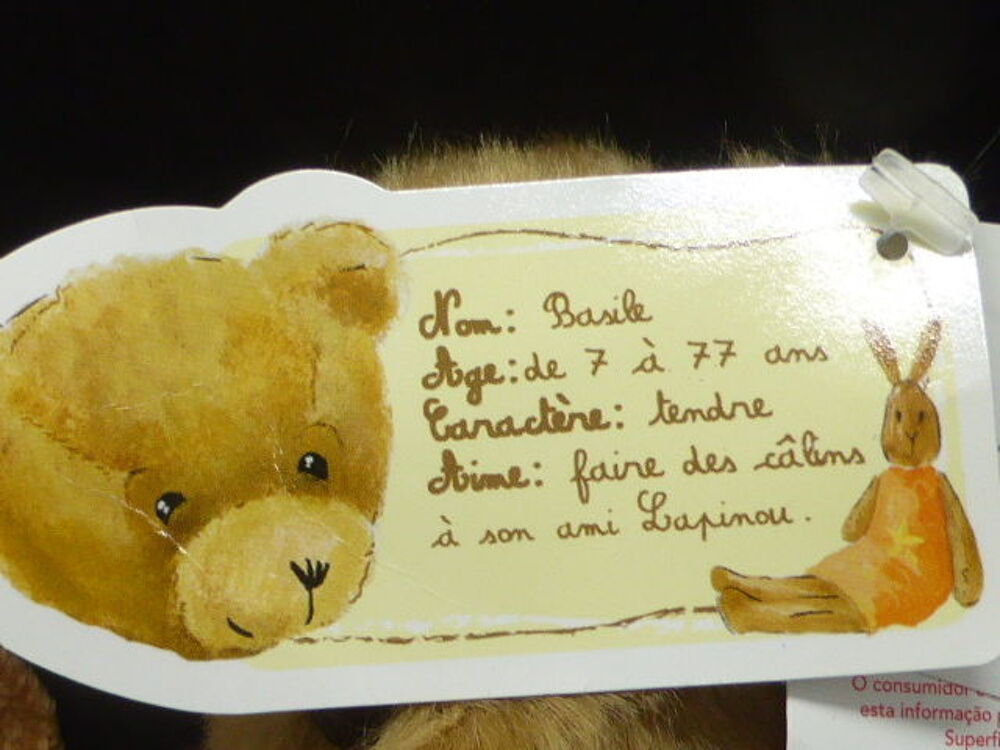 Nom: Basile
Age: de 7 à 77 ans
Caractère: tendre
Aime: faire des câlins
à son ami Lapinou.
O consumidor
esta informação